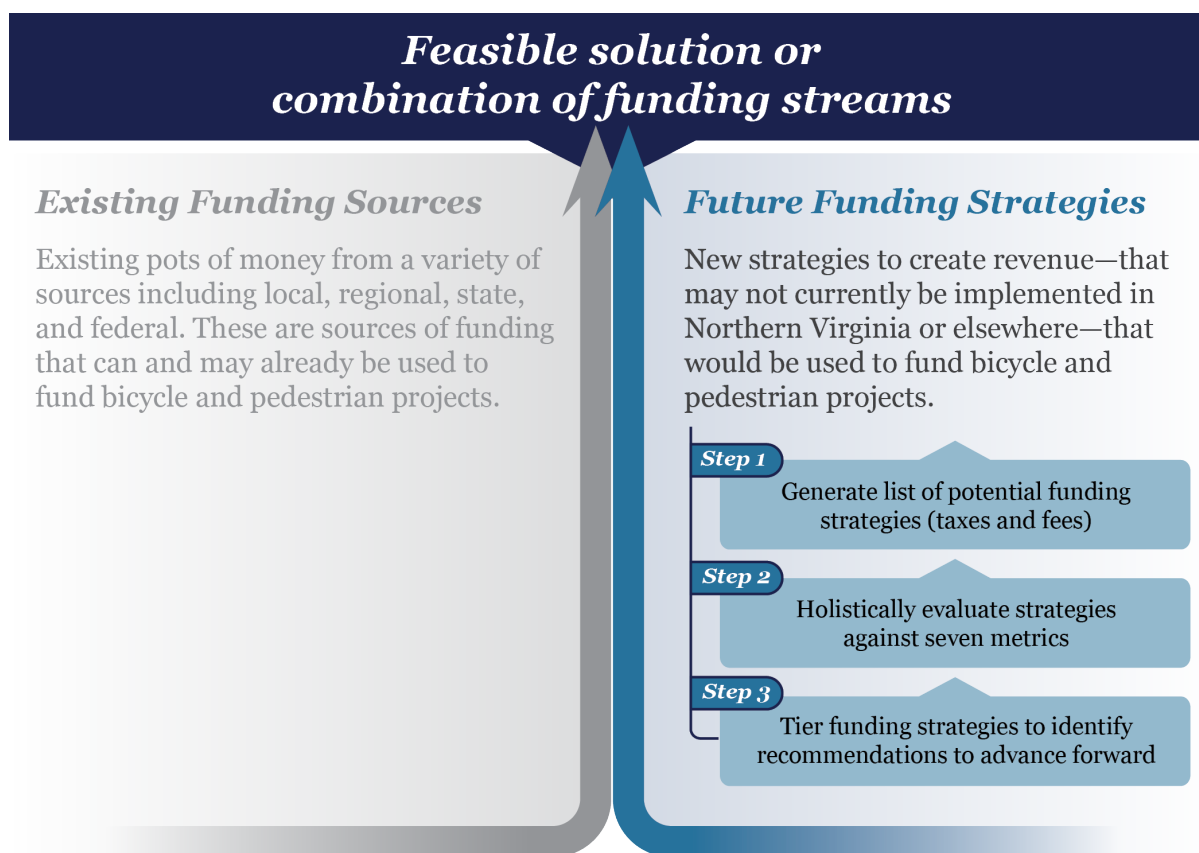 Feasible solution or
combination of funding streams
Existing Funding Sources
Existing pots of money from a variety of
sources including local, regional, state,
and federal. These are sources of funding
that can and may already be used to
fund bicycle and pedestrian projects.
Future Funding Strategies
New strategies to create revenue—that
may not currently be implemented in
Northern Virginia or elsewhere—that
would be used to fund bicycle and
pedestrian projects.
Step 1
Generate list of potential funding
strategies (taxes and fees)
Step 2
Holistically evaluate strategies
against seven metrics
Step 3
Tier funding strategies to identify
recommendations to advance forward